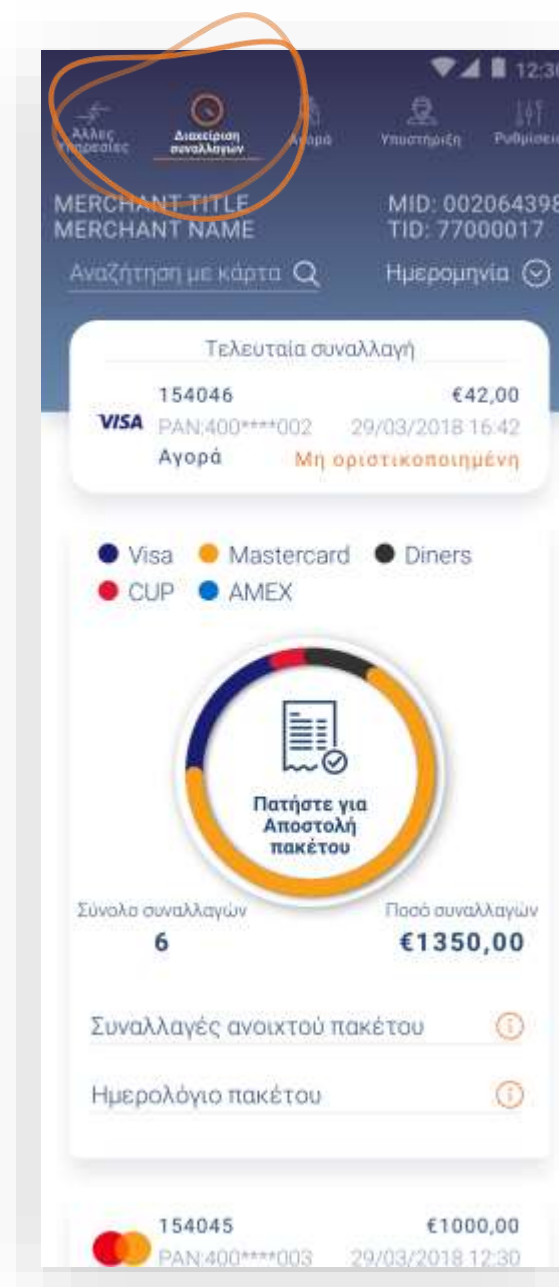 12:30
Άλλες Υπηρεσίες
Διαχείριση συναλλαγών
Αγορά
Υποστήριξη
Ρυθμίσεις
MERCHANT TITLE MID: 002064398
MERCHANT NAME TID: 77000017
Αναζήτηση με κάρτα Ημερομηνία
Τελευταία συναλλαγή
154046 €42,00
VISA PAN:400****002 29/03/2018 16:42
Αγορά Μη οριστικοποιημένη
Visa Mastercard Diners
CUP AMEX
Πατήστε για
Αποστολή
πακέτου
Σύνολο συναλλαγών Ποσό συναλλαγών
6 €1350,00
Συναλλαγές ανοιχτού πακέτου
Ημερολόγιο πακέτου
154045 €1000,00
PAN:400****003 29/03/2018 12:30